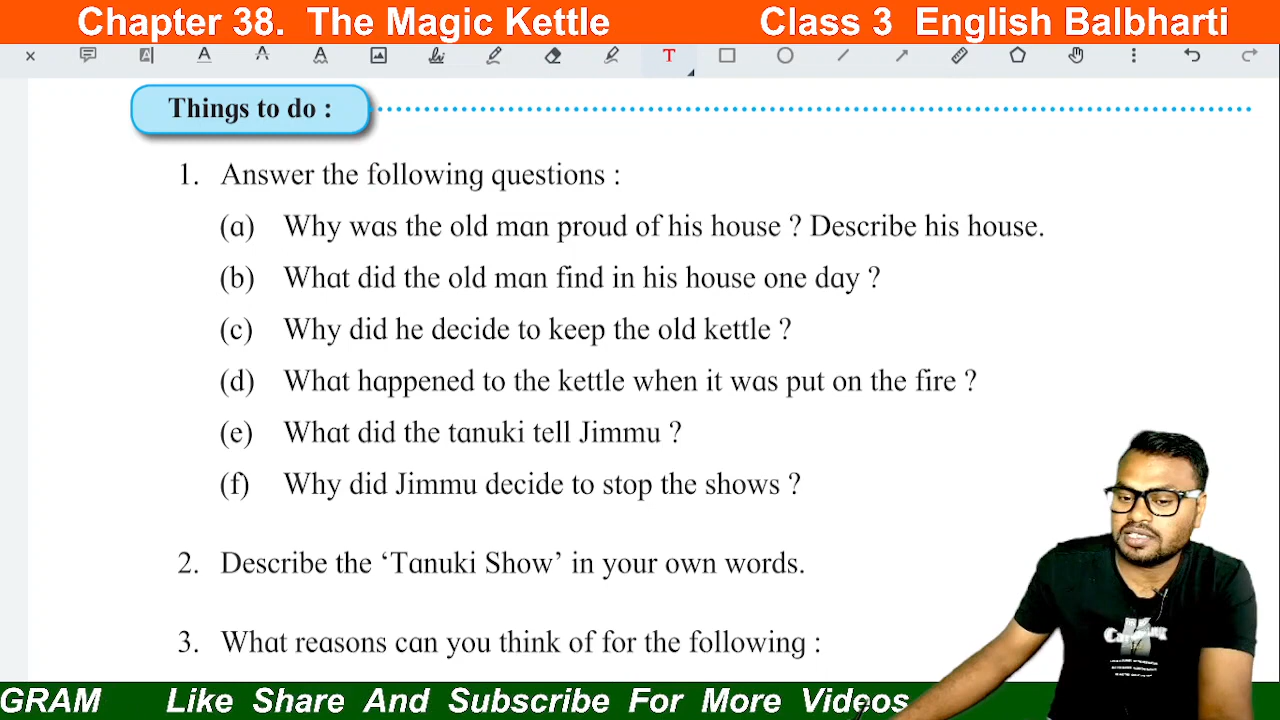 Chapter 38. The Magic Kettle Class 3 English Balbharti
Things to do :
1. Answer the following questions :
(a) Why was the old man proud of his house ? Describe his house.
(b) What did the old man find in his house one day ?
(c) Why did he decide to keep the old kettle ?
(d) What happened to the kettle when it was put on the fire ?
(e) What did the tanuki tell Jimmu ?
(f) Why did Jimmu decide to stop the shows ?
2. Describe the ‘Tanuki Show’ in your own words.
3. What reasons can you think of for the following :
GRAM Like Share And Subscribe For More Videos